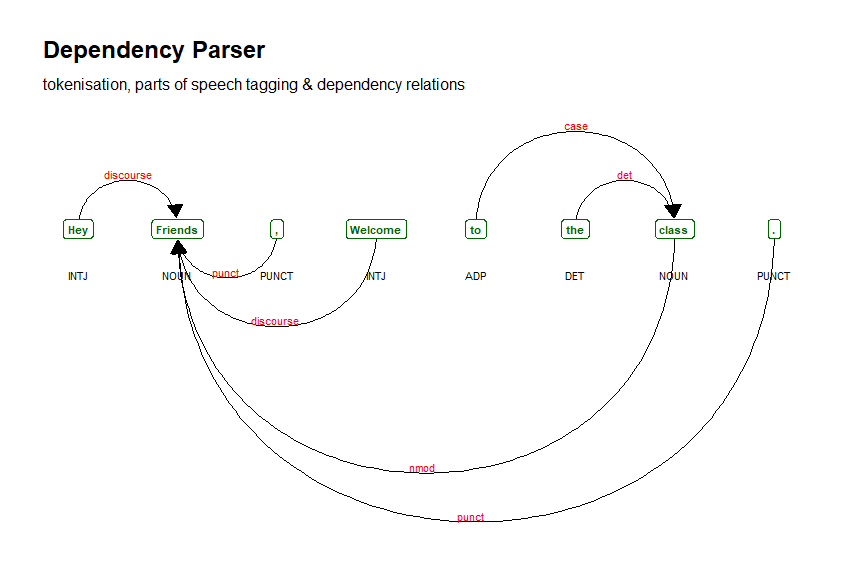 Dependency Parser
tokenisation, parts of speech tagging & dependency relations
case
discourse det
Hey Friends , Welcome to the class .
INTJ NOUN punct PUNCT INTJ ADP DET NOUN PUNCT
discourse
nmod
punct